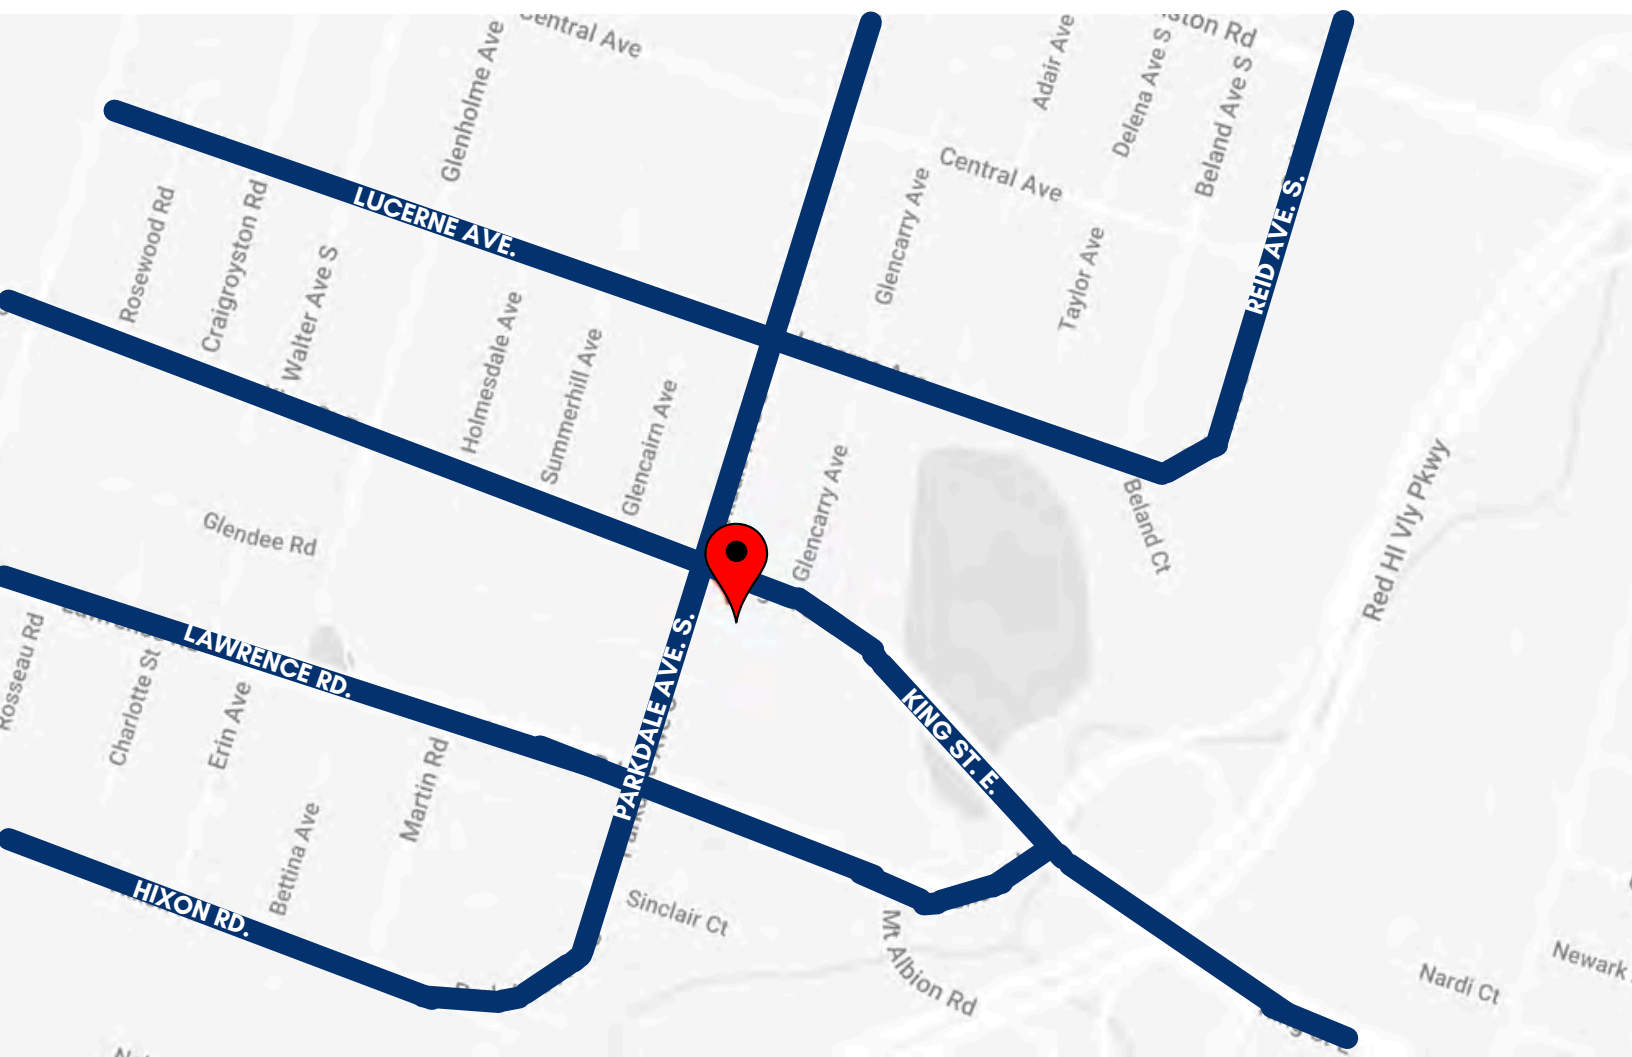 Central Ave
Glenholme Ave
Adair Ave
Delena Ave S
Beland Ave S
Rd
Central Ave
Glencarry Ave
Rosewood Rd
Craigroyston Rd
Walter Ave S
LUCERNE AVE.
REID AVE. S.
Taylor Ave
Holmesdale Ave
Summerhill Ave
Glencairn Ave
Glencarry Ave
Beland Ct
Red Hl Vly Pkwy
Glendee Rd
Rosseau Rd
LAWRENCE RD.
Charlotte St
Erin Ave
Martin Rd
Bettina Ave
PARKDALE AVE. S.
KING ST. E.
HIXON RD.
Sinclair Ct
Mt Albion Rd
Nardi Ct
Newark